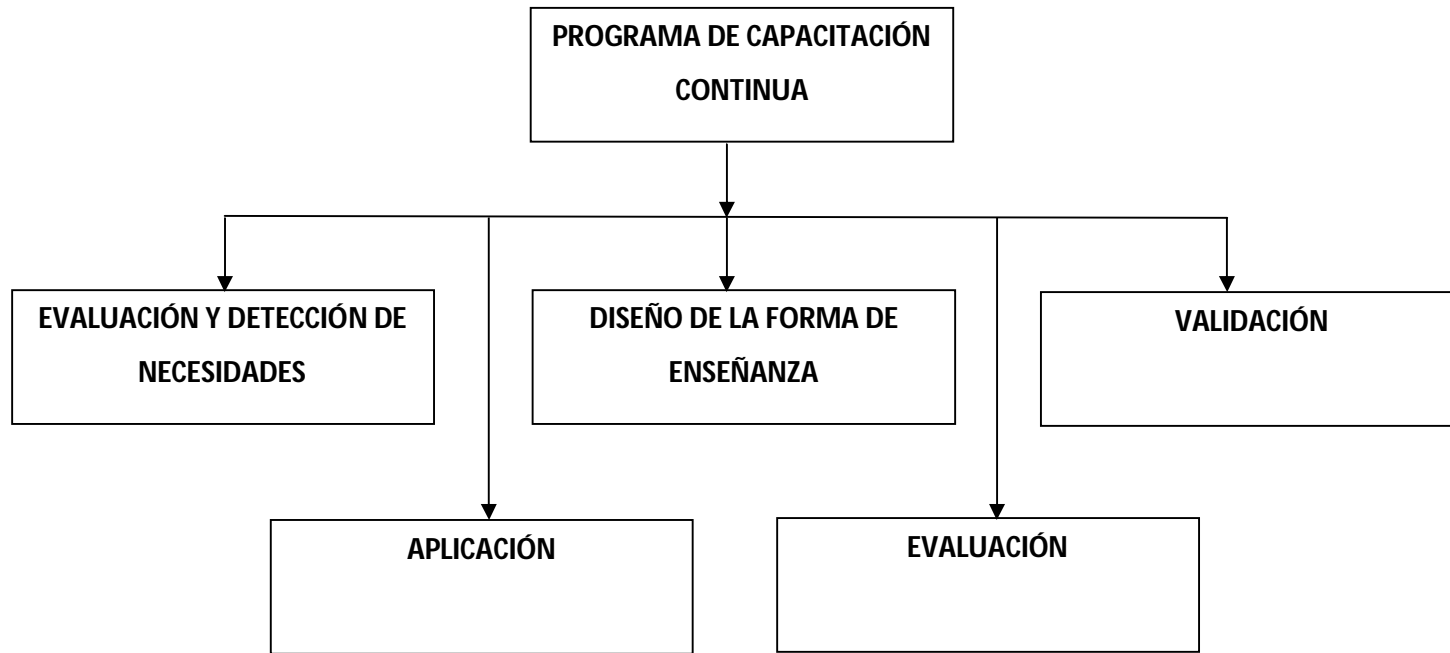 PROGRAMA DE CAPACITACIÓN
CONTINUA
EVALUACIÓN Y DETECCIÓN DE
NECESIDADES
DISEÑO DE LA FORMA DE
ENSEÑANZA
VALIDACIÓN
APLICACIÓN
EVALUACIÓN